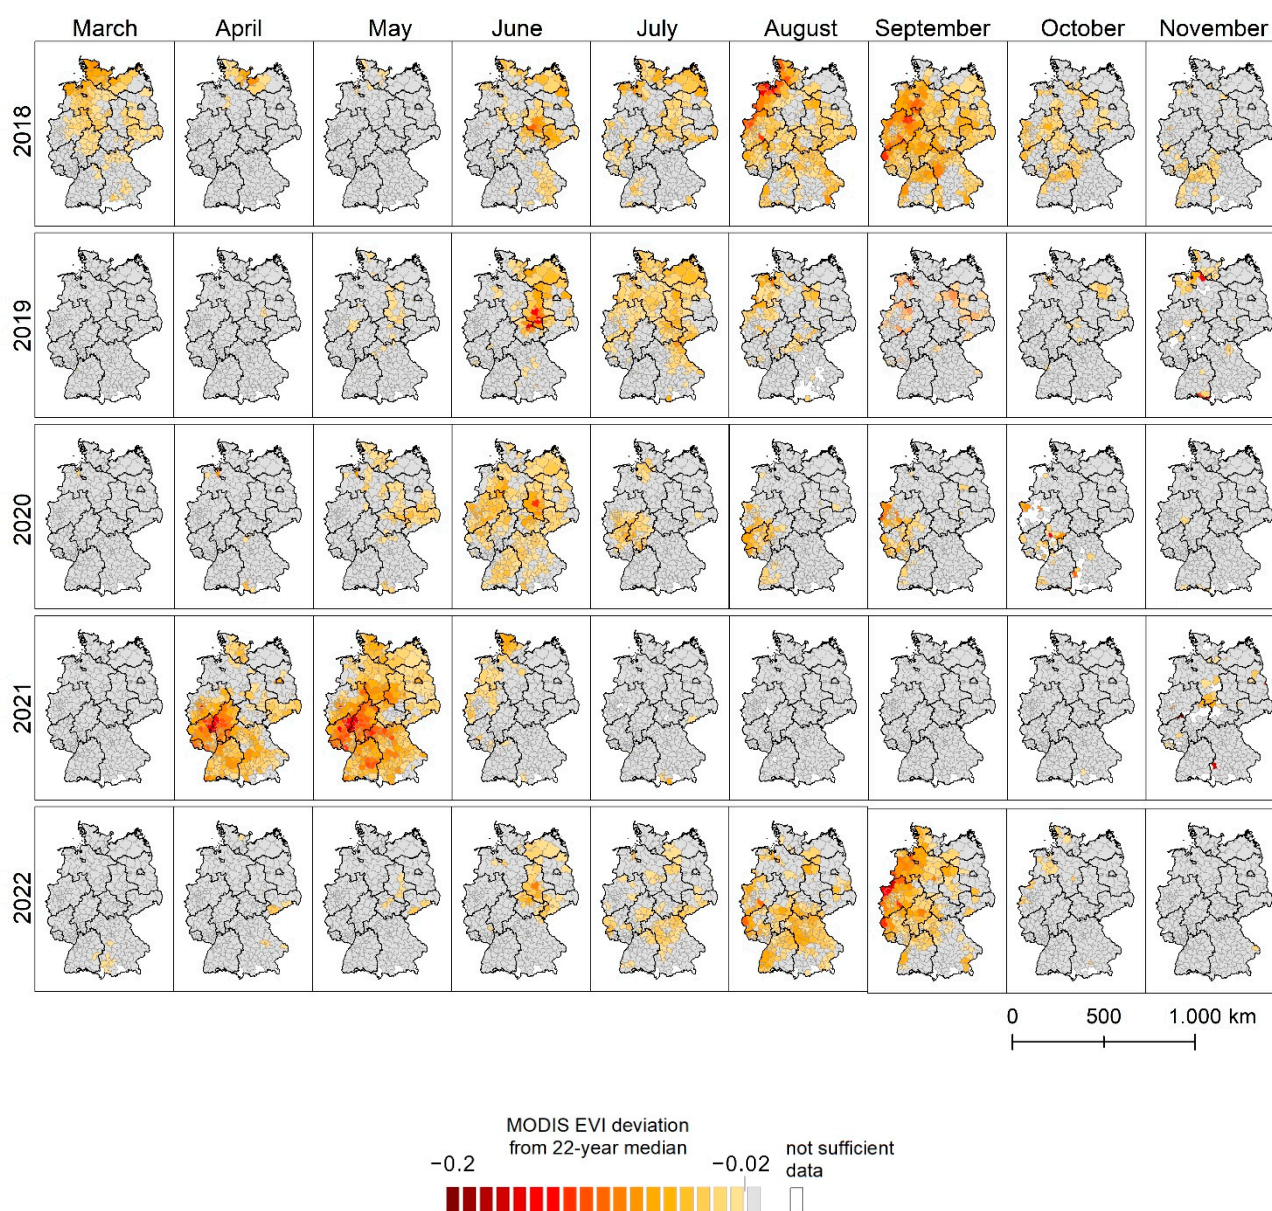 March April May June July August September October November
2018
2019
2020
2021
2022
0 500 1.000 km
MODIS EVI deviation
from 22-year median
−0.2 −0.02
not sufficient
data